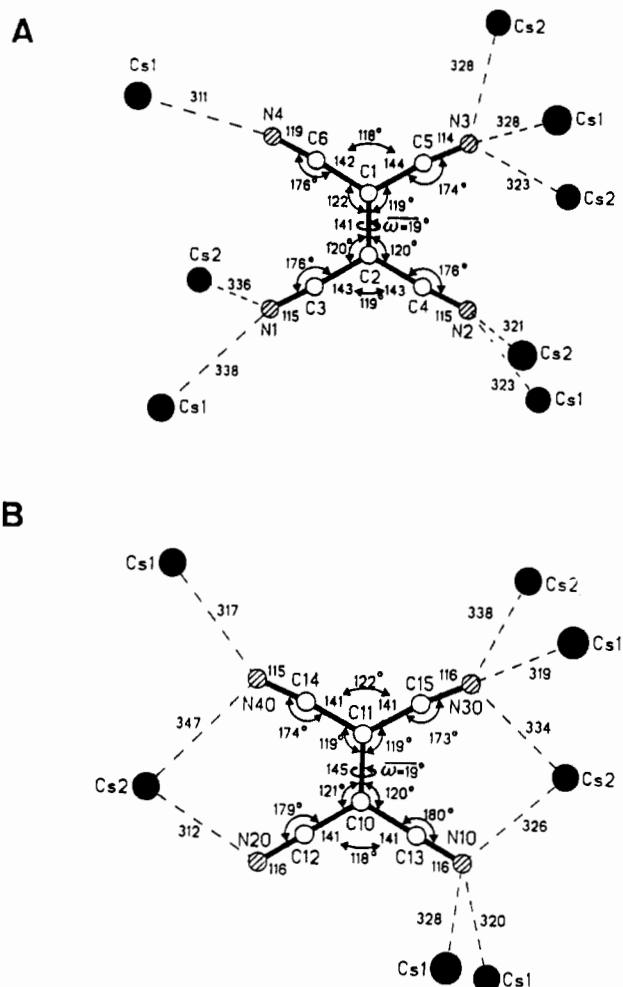 A
Cs2
Cs1
311
328
N4
N3
119
C6
118°
C5
114
328
Cs1
142
144
C1
176°
174°
323
Cs2
122
119°
141
ω=19°
Cs2
120°
120°
176°
C2
176°
336
143
143
115
C3
119°
C4
115
321
N1
N2
Cs2
338
323
Cs1
Cs1
B
Cs1
Cs2
317
338
Cs1
115
C14
122°
C15
116
141
141
319
N40
C11
N30
174°
173°
119°
119°
334
347
145
ω=19°
Cs2
Cs2
121°
120°
179°
180°
312
C10
326
N20
141
141
N10
C12
118°
C13
116
116
328
320
Cs1
Cs1